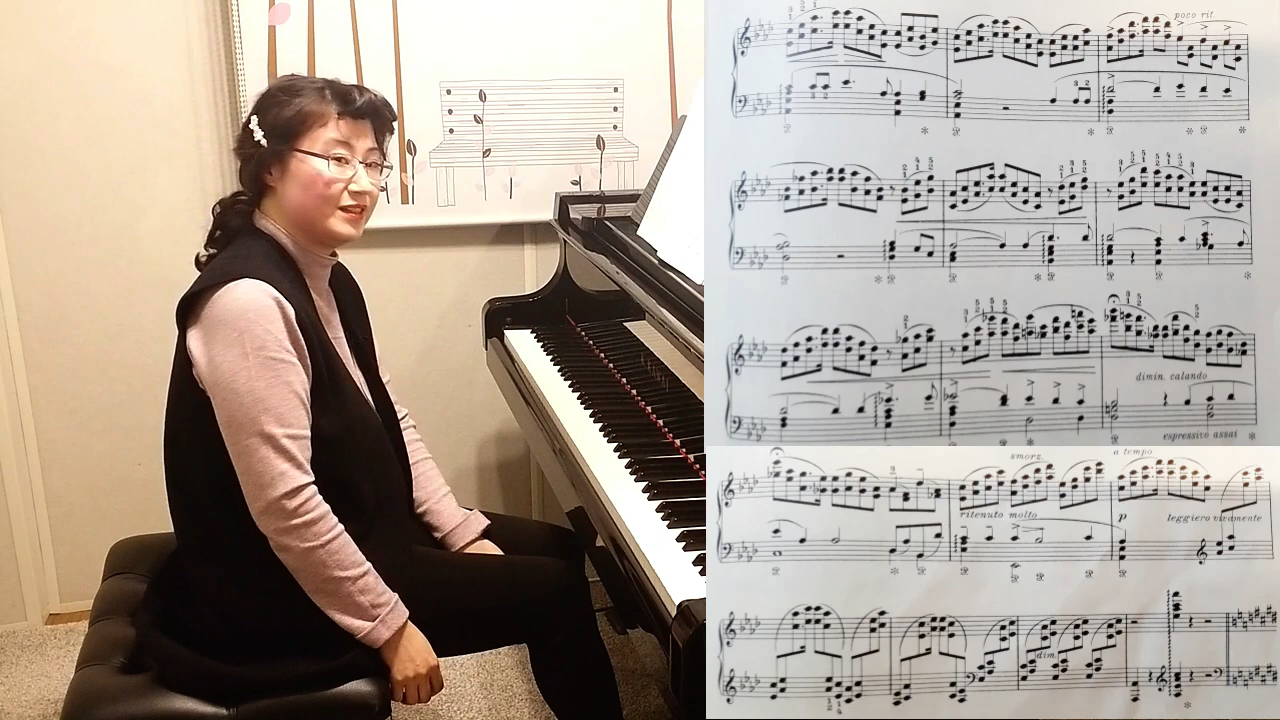 poco rit.
dimin. calando
espressivo assai
smorz.
a tempo
ritenuto molto
p
leggiero vivamente
dim.